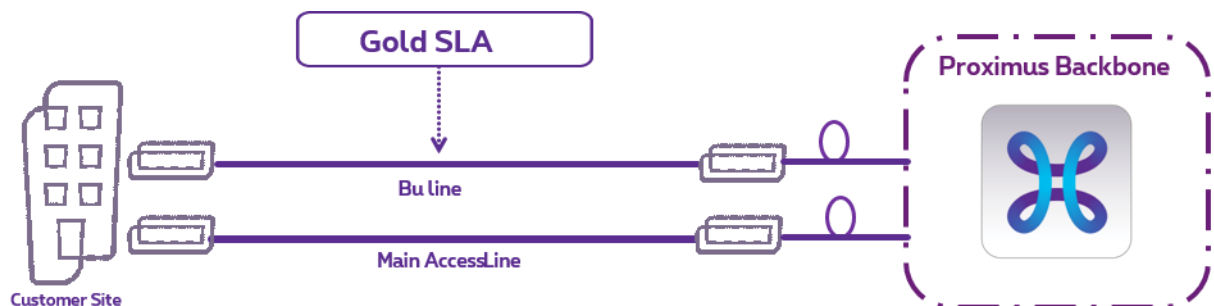 Gold SLA
Proximus Backbone
Bu line
Main AccessLine
Customer Site